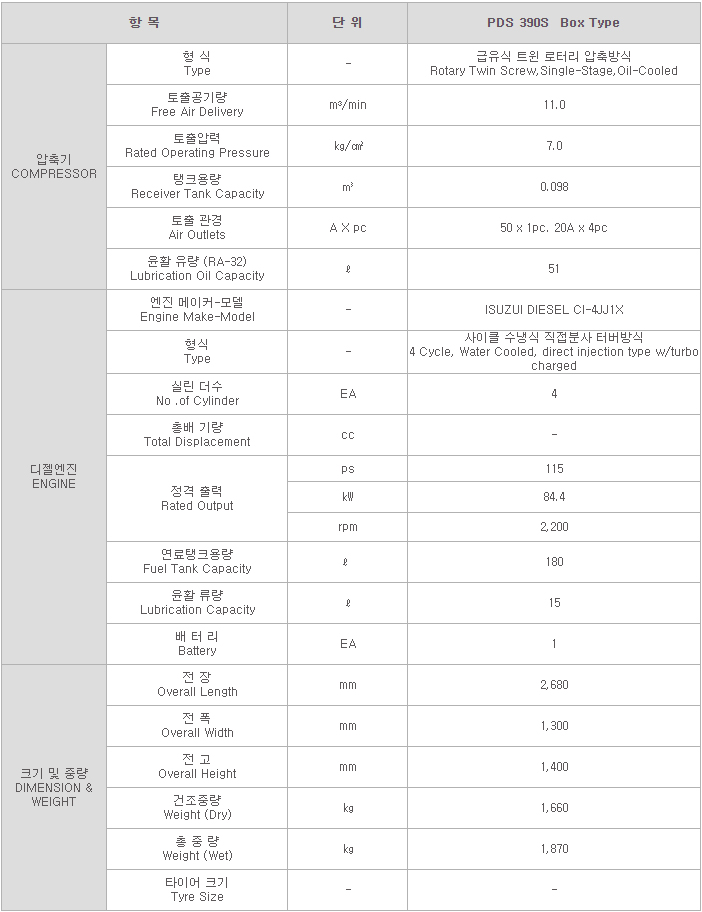 항 목 단 위 PDS 390S Box Type
압축기
COMPRESSOR
형 식
Type
-
급유식 트윈 로터리 압축방식
Rotary Twin Screw,Single-Stage,Oil-Cooled
토출공기량
Free Air Delivery
m³/min
11.0
토출압력
Rated Operating Pressure
kg/㎠
7.0
탱크용량
Receiver Tank Capacity
m³
0.098
토출 관경
Air Outlets
A X pc
50 x 1pc. 20A x 4pc
윤활 유량 (RA-32)
Lubrication Oil Capacity
ℓ
51
디젤엔진
ENGINE
엔진 메이커-모델
Engine Make-Model
-
ISUZUI DIESEL CI-4JJ1X
형식
Type
-
사이클 수냉식 직접분사 터버방식
4 Cycle, Water Cooled, direct injection type w/turbo
charged
실린 더수
No .of Cylinder
EA
4
총배 기량
Total Displacement
cc
-
정격 출력
Rated Output
ps
115
kW
84.4
rpm
2,200
연료탱크용량
Fuel Tank Capacity
ℓ
180
윤활 류량
Lubrication Capacity
ℓ
15
배 터 리
Battery
EA
1
크기 및 중량
DIMENSION &
WEIGHT
전 장
Overall Length
mm
2,680
전 폭
Overall Width
mm
1,300
전 고
Overall Height
mm
1,400
건조중량
Weight (Dry)
kg
1,660
총 중 량
Weight (Wet)
kg
1,870
타이어 크기
Tyre Size
-
-